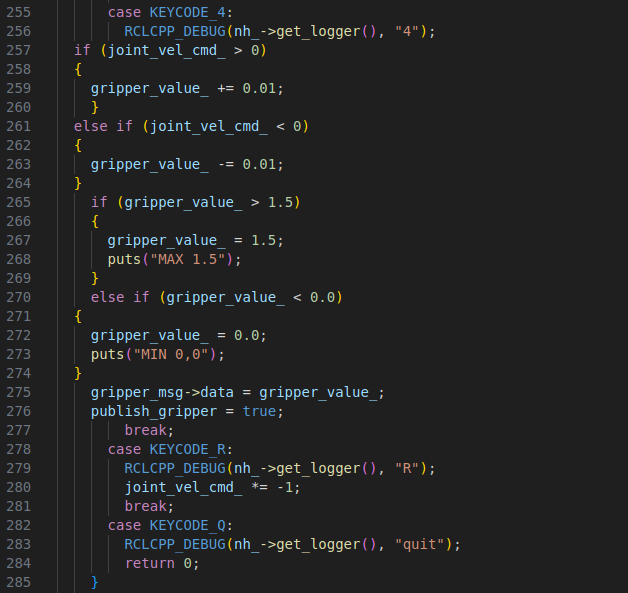 255 case KEYCODE_4:
256 RCLCPP_DEBUG(nh_->get_logger(), "4");
257 if (joint_vel_cmd_ > 0)
258 {
259 gripper_value_ += 0.01;
260 }
261 else if (joint_vel_cmd_ < 0)
262 {
263 gripper_value_ -= 0.01;
264 }
265 if (gripper_value_ > 1.5)
266 {
267 gripper_value_ = 1.5;
268 puts("MAX 1.5");
269 }
270 else if (gripper_value_ < 0.0)
271 {
272 gripper_value_ = 0.0;
273 puts("MIN 0,0");
274 }
275 gripper_msg->data = gripper_value_;
276 publish_gripper = true;
277 break;
278 case KEYCODE_R:
279 RCLCPP_DEBUG(nh_->get_logger(), "R");
280 joint_vel_cmd_ *= -1;
281 break;
282 case KEYCODE_Q:
283 RCLCPP_DEBUG(nh_->get_logger(), "quit");
284 return 0;
285 }